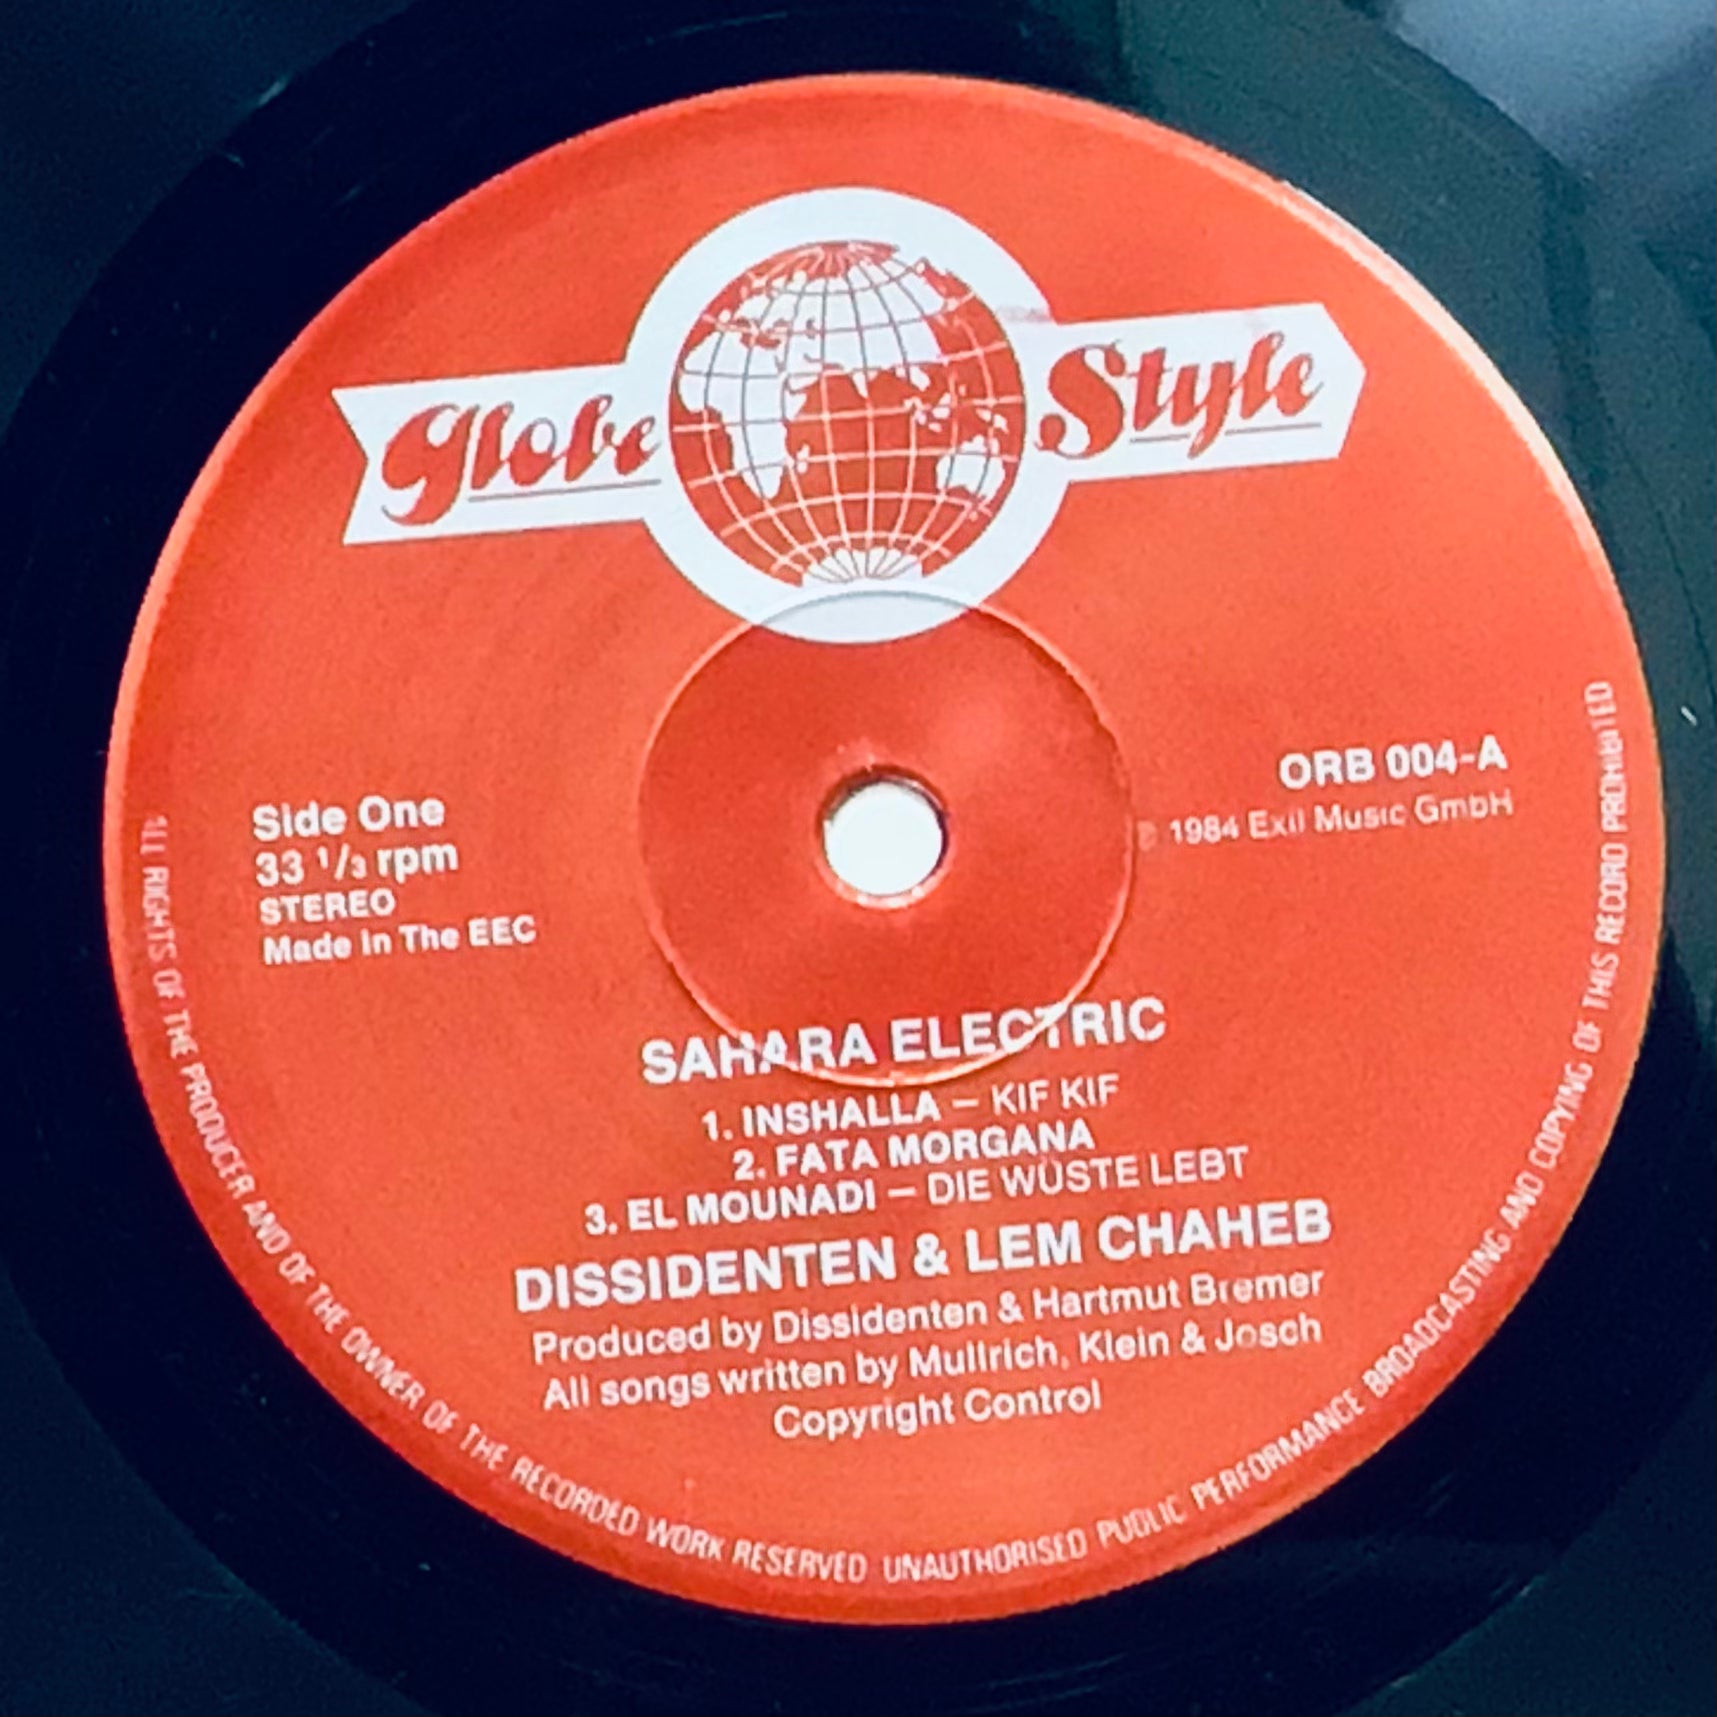 Globe Style
Side One
33 1/3 rpm
STEREO
Made In The EEC
ORB 004-A
℗ 1984 Exil Music GmbH
SAHARA ELECTRIC
1. INSHALLA – KIF KIF
2. FATA MORGANA
3. EL MOUNADI – DIE WÜSTE LEBT
DISSIDENTEN & LEM CHAHEB
Produced by Dissidenten & Hartmut Bremer
All songs written by Mullrich, Klein & Josch
Copyright Control
ALL RIGHTS OF THE PRODUCER AND OF THE OWNER OF THE RECORDED WORK RESERVED UNAUTHORISED PUBLIC PERFORMANCE BROADCASTING AND COPYING OF THIS RECORD PROHIBITED